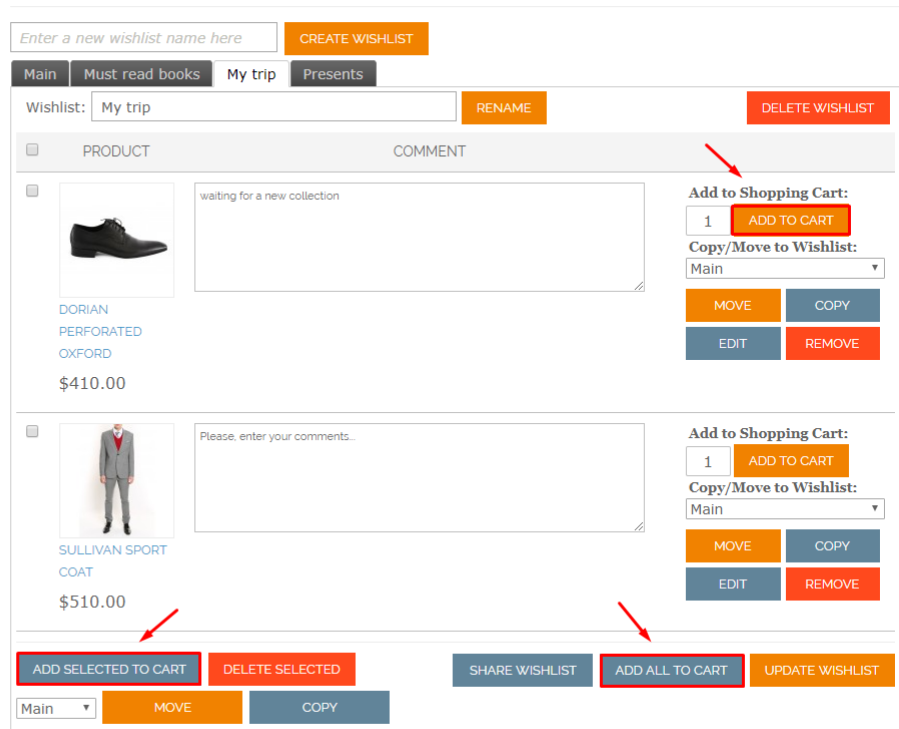 Enter a new wishlist name here CREATE WISHLIST
Main Must read books My trip Presents
Wishlist: My trip RENAME DELETE WISHLIST
PRODUCT COMMENT
waiting for a new collection
Add to Shopping Cart:
1 ADD TO CART
Copy/Move to Wishlist:
Main
MOVE COPY
EDIT REMOVE
DORIAN
PERFORATED
OXFORD
$410.00
Please, enter your comments...
Add to Shopping Cart:
1 ADD TO CART
Copy/Move to Wishlist:
Main
MOVE COPY
EDIT REMOVE
SULLIVAN SPORT
COAT
$510.00
ADD SELECTED TO CART DELETE SELECTED SHARE WISHLIST ADD ALL TO CART UPDATE WISHLIST
Main MOVE COPY